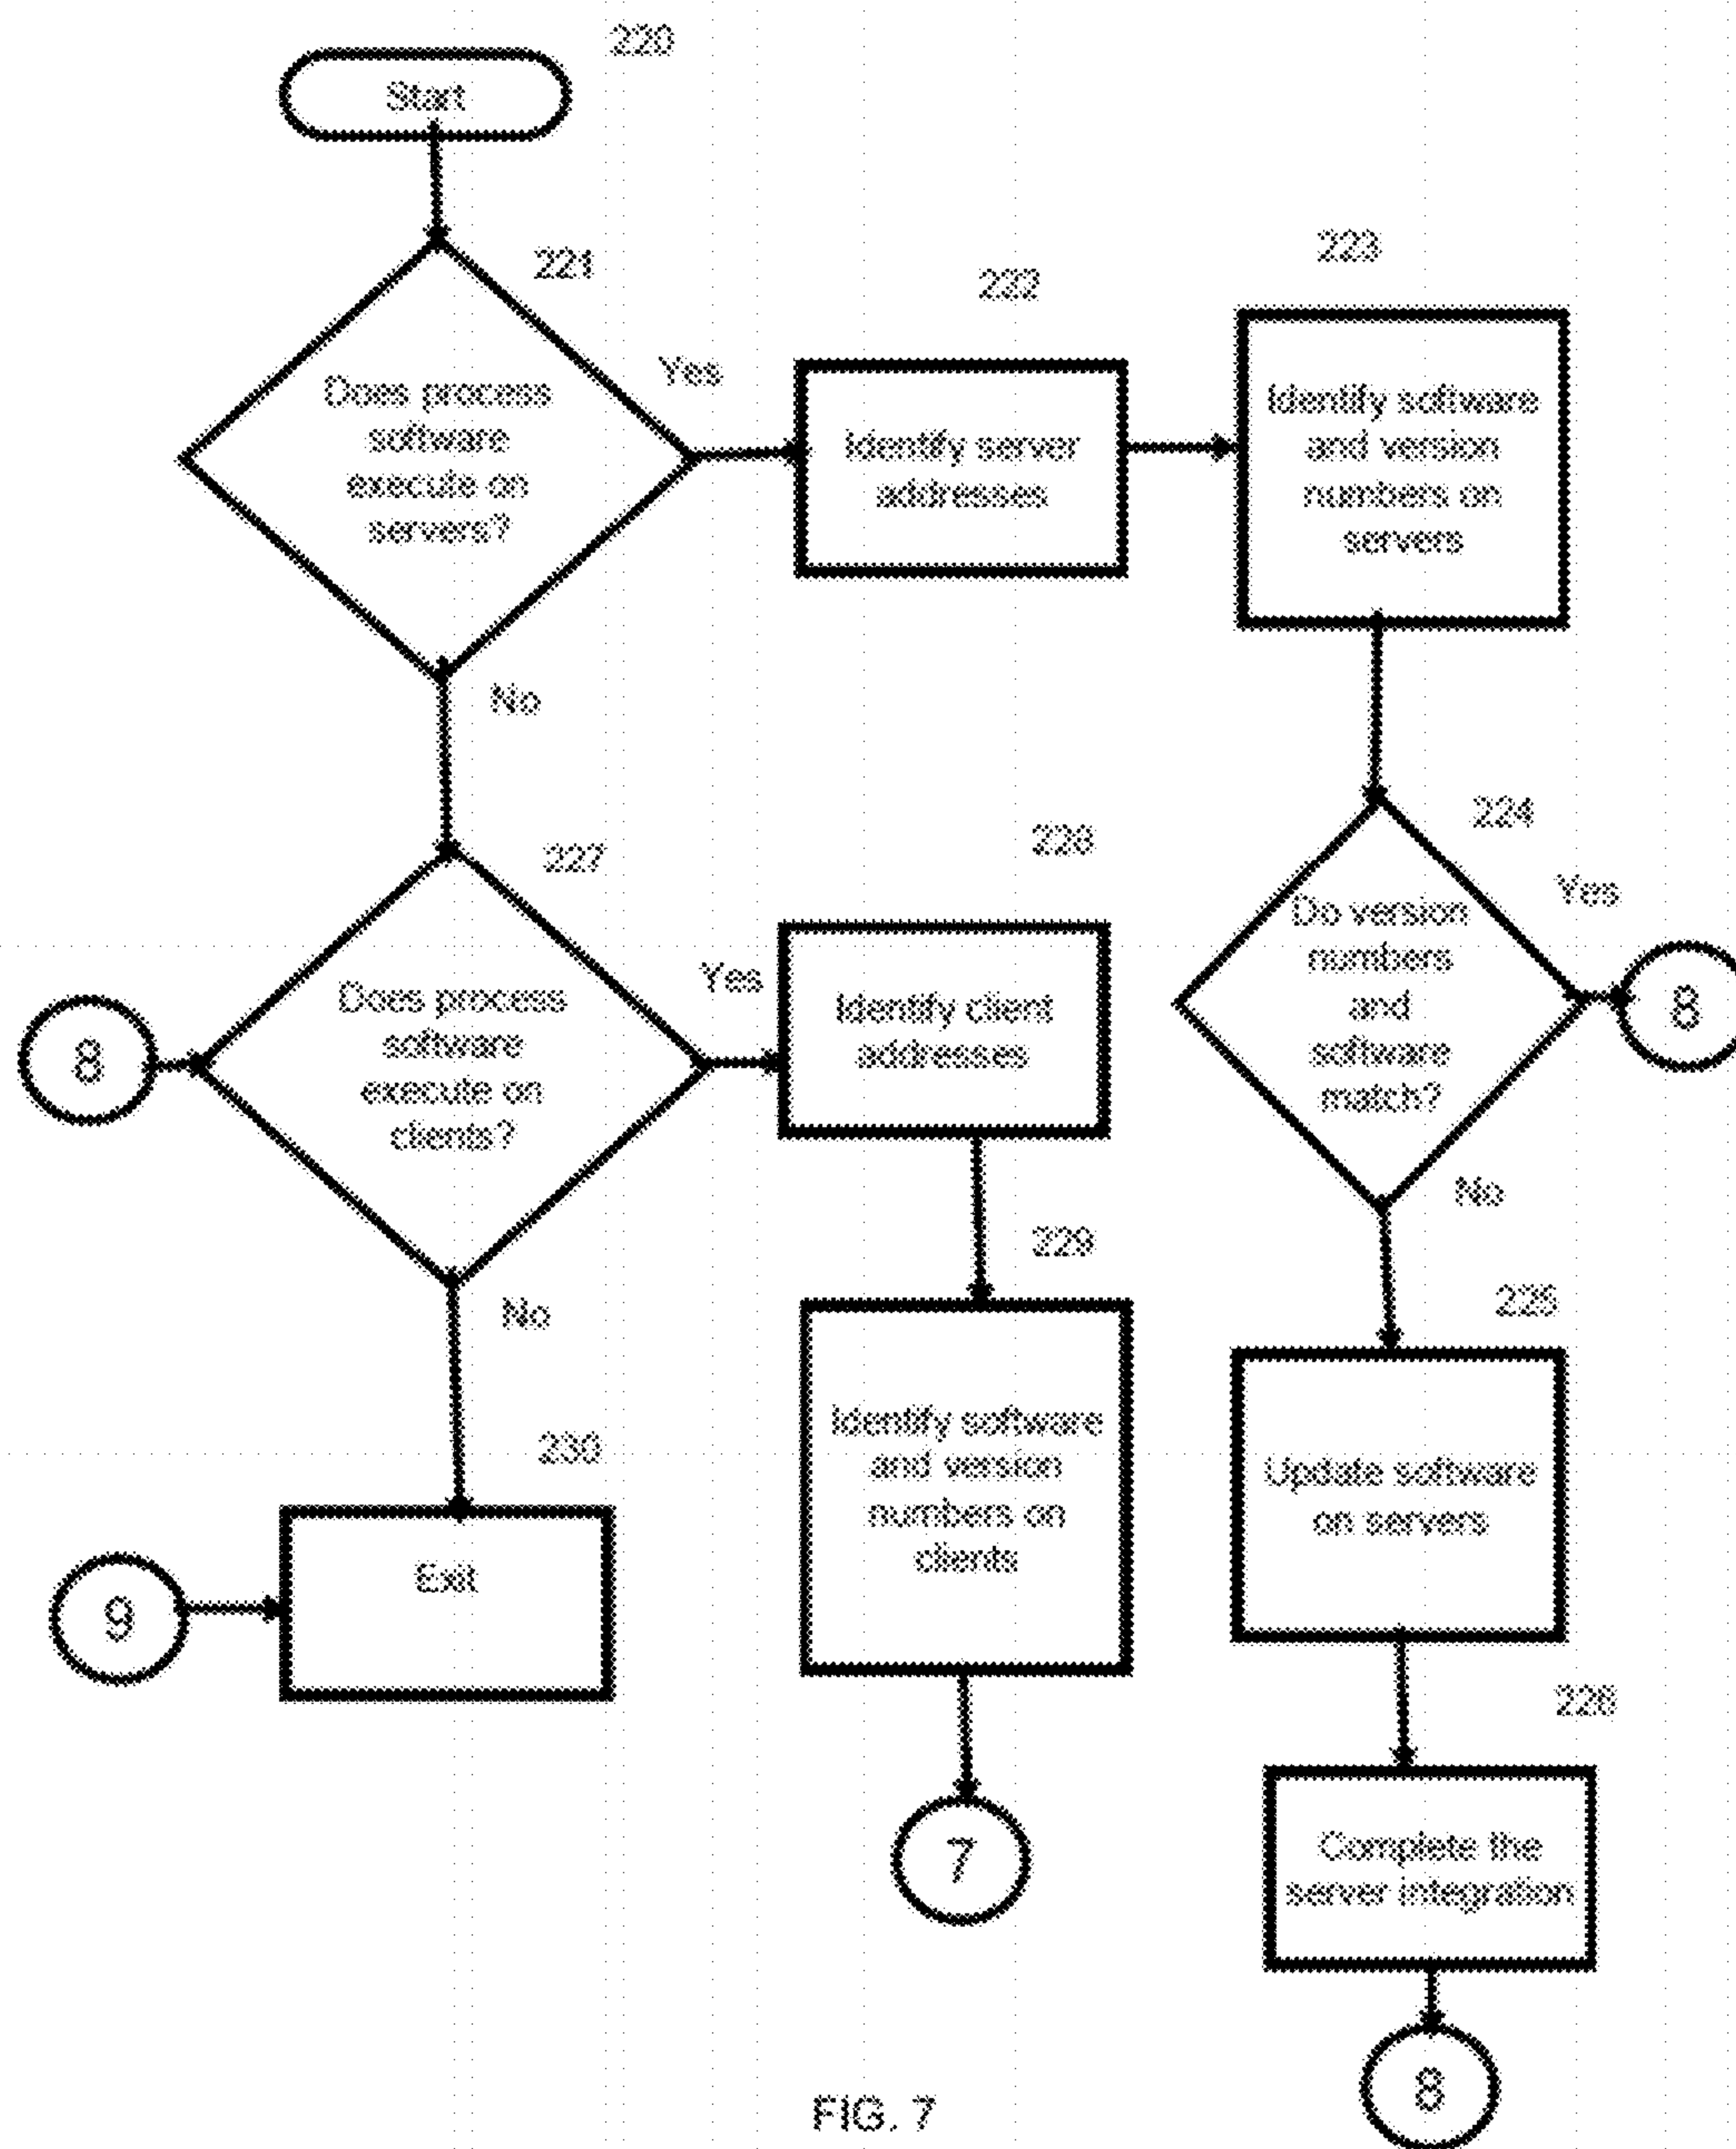 220
Start
221
Does process
software
execute on
servers?
Yes
No
222
Identify server
addresses
223
Identify software
and version
numbers on
servers
224
Do version
numbers
and
software
match?
Yes
8
No
225
Update software
on servers
226
Complete the
server integration
8
227
Does process
software
execute on
clients?
8
Yes
No
228
Identify client
addresses
229
Identify software
and version
numbers on
clients
7
230
Exit
9
FIG. 7